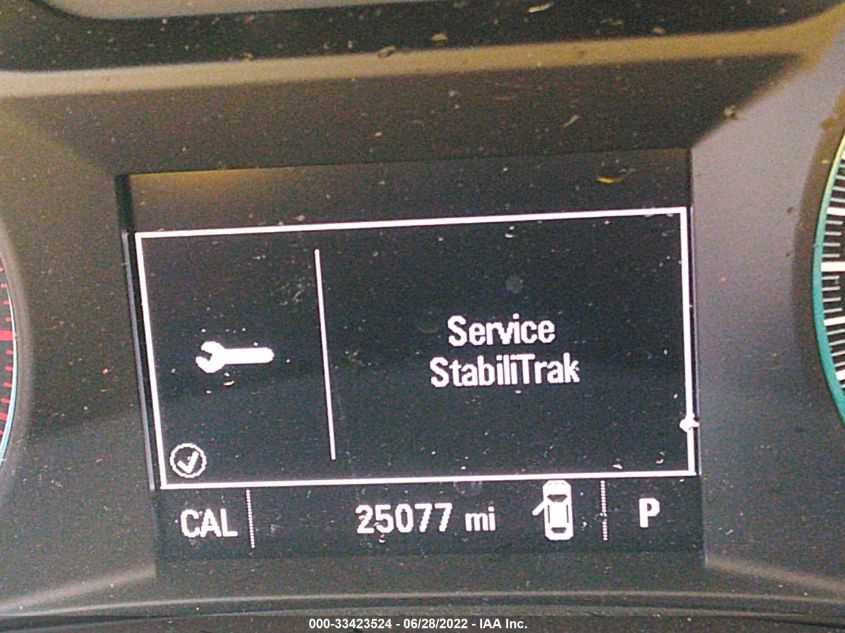 Service
StabiliTrak
CAL 25077 mi P
000-33423524 - 06/28/2022 - IAA Inc.